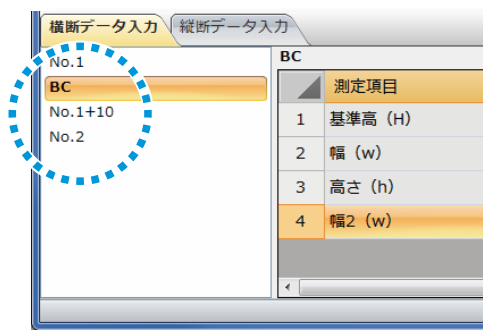 横断データ入力 縦断データ入力
No.1
BC
No.1+10
No.2
BC
測定項目
1 基準高（H）
2 幅（w）
3 高さ（h）
4 幅2（w）